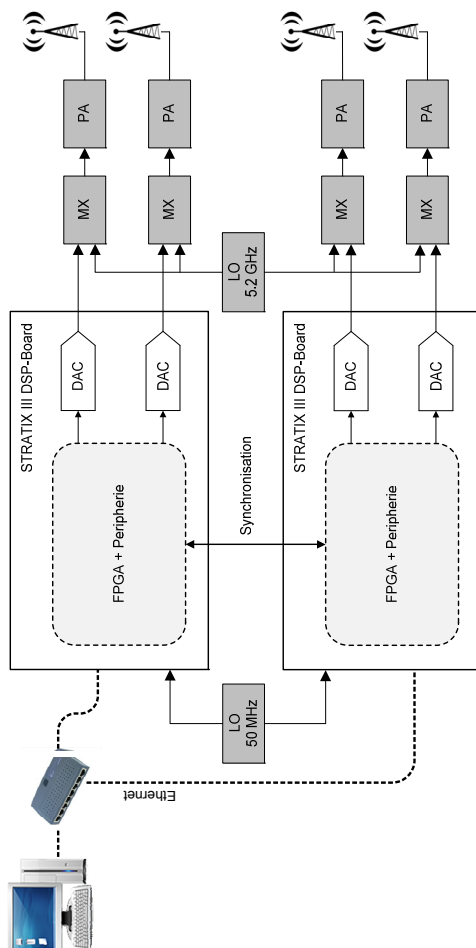 STRATIX III DSP-Board
DAC
MX
PA
FPGA + Peripherie
DAC
MX
PA
Ethernet
LO
50 MHz
Synchronisation
LO
5.2 GHz
STRATIX III DSP-Board
DAC
MX
PA
FPGA + Peripherie
DAC
MX
PA